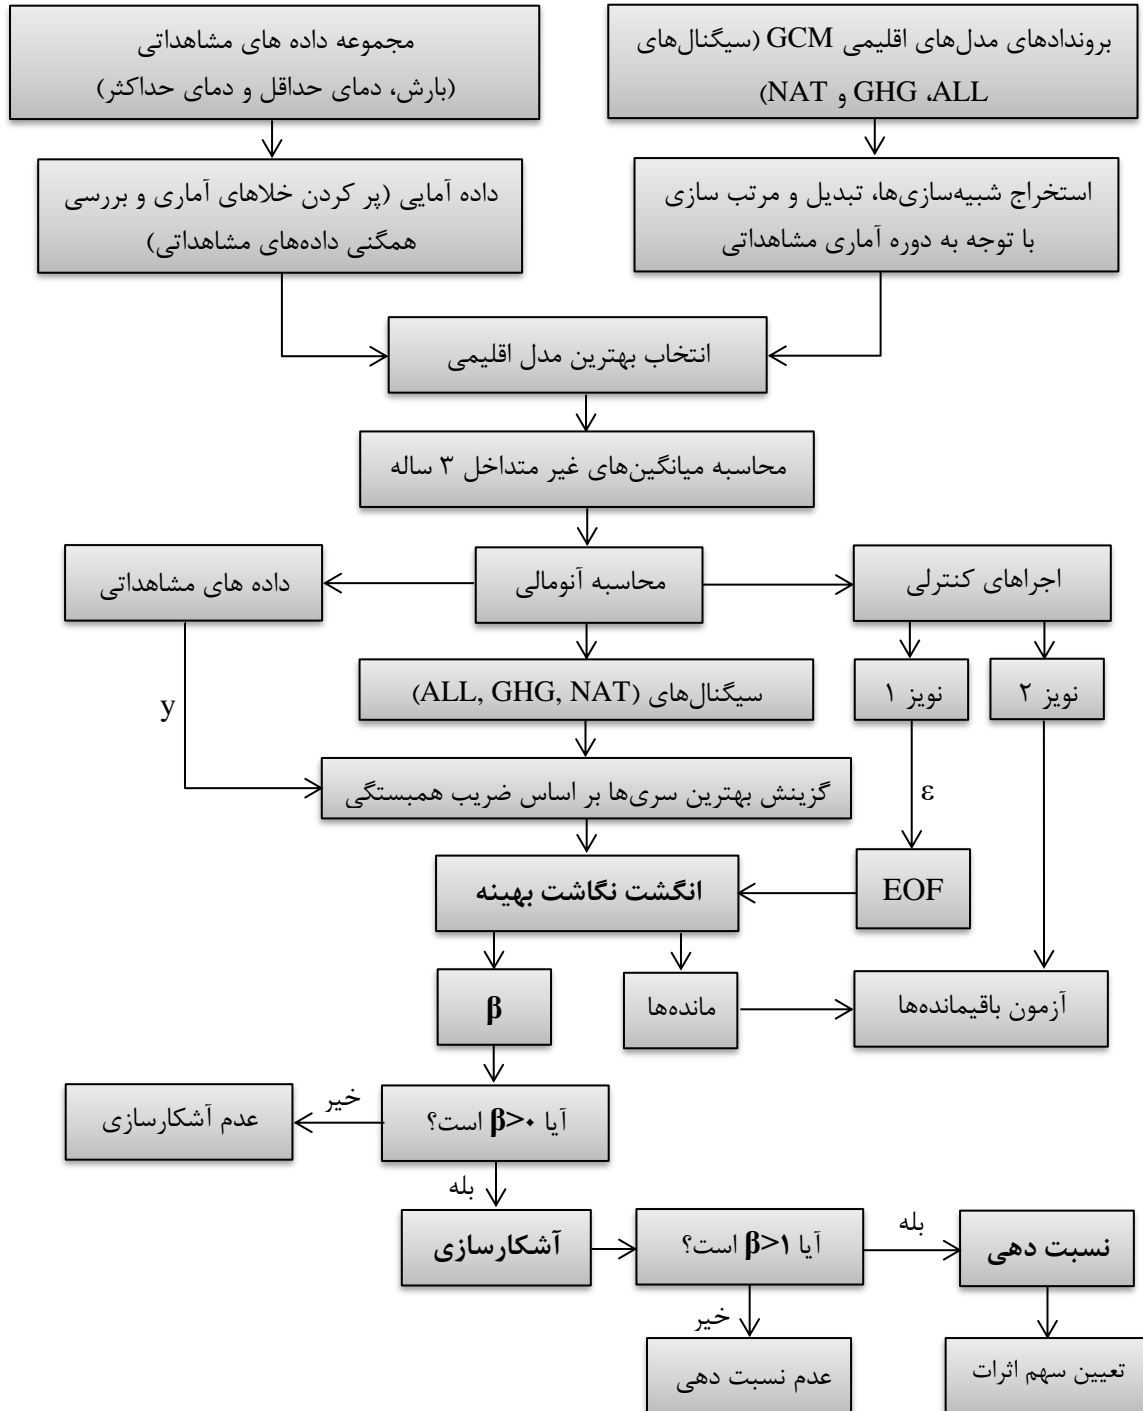 برون‌دادهای مدل‌های اقلیمی GCM (سیگنال‌های
GHG ،ALL و NAT)
مجموعه داده های مشاهداتی
(بارش، دمای حداقل و دمای حداکثر)
استخراج شبیه‌سازی‌ها، تبدیل و مرتب سازی
با توجه به دوره آماری مشاهداتی
داده آمایی (پر کردن خلاهای آماری و بررسی
همگنی داده‌های مشاهداتی)
انتخاب بهترین مدل اقلیمی
محاسبه میانگین‌های غیر متداخل ۳ ساله
اجراهای کنترلی
محاسبه آنومالی
داده های مشاهداتی
نویز ۲
نویز ۱
سیگنال‌های (ALL, GHG, NAT)
y
گزینش بهترین سری‌ها بر اساس ضریب همبستگی
ε
EOF
انگشت نگاشت بهینه
آزمون باقیمانده‌ها
مانده‌ها
β
آیا β>۰ است؟
خیر
عدم آشکارسازی
بله
آشکارسازی
آیا β>۱ است؟
بله
نسبت دهی
خیر
عدم نسبت دهی
تعیین سهم اثرات